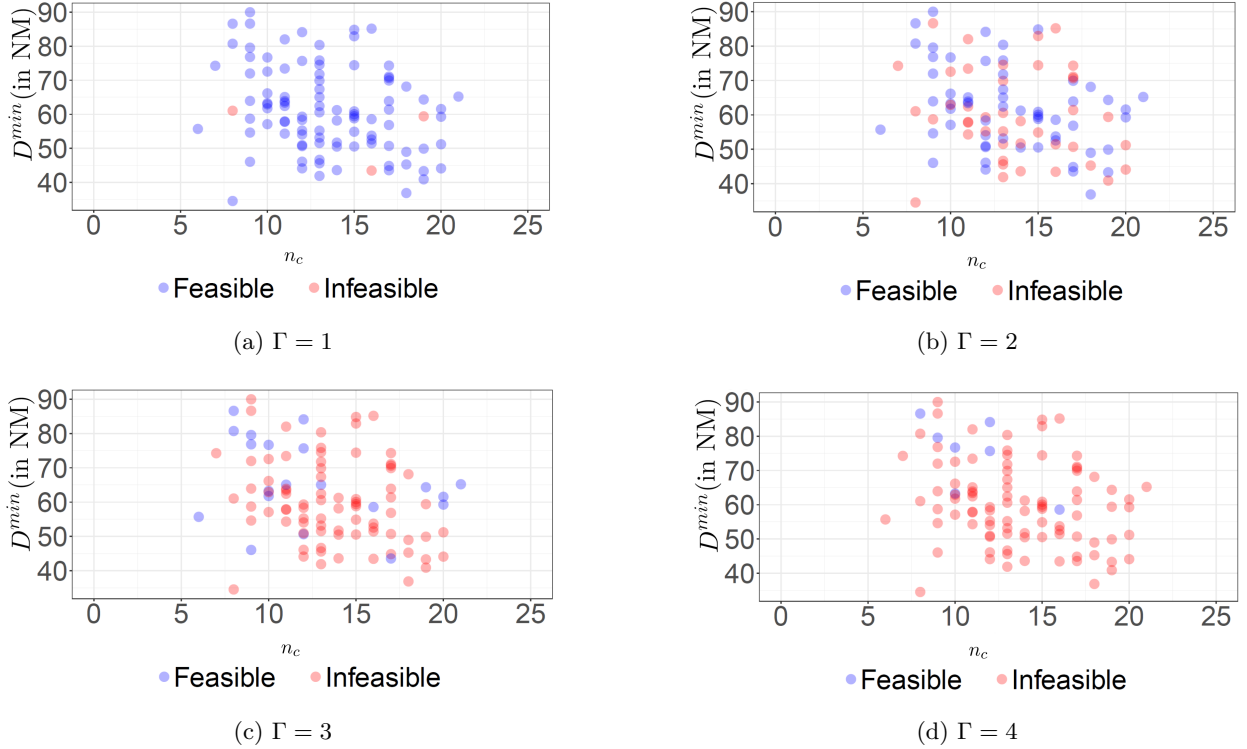 90
80
70
60
50
40
D^{min} (in NM)
0 5 10 15 20 25
n_c
Feasible Infeasible
(a) Γ = 1
90
80
70
60
50
40
D^{min} (in NM)
0 5 10 15 20 25
n_c
Feasible Infeasible
(b) Γ = 2
90
80
70
60
50
40
D^{min} (in NM)
0 5 10 15 20 25
n_c
Feasible Infeasible
(c) Γ = 3
90
80
70
60
50
40
D^{min} (in NM)
0 5 10 15 20 25
n_c
Feasible Infeasible
(d) Γ = 4